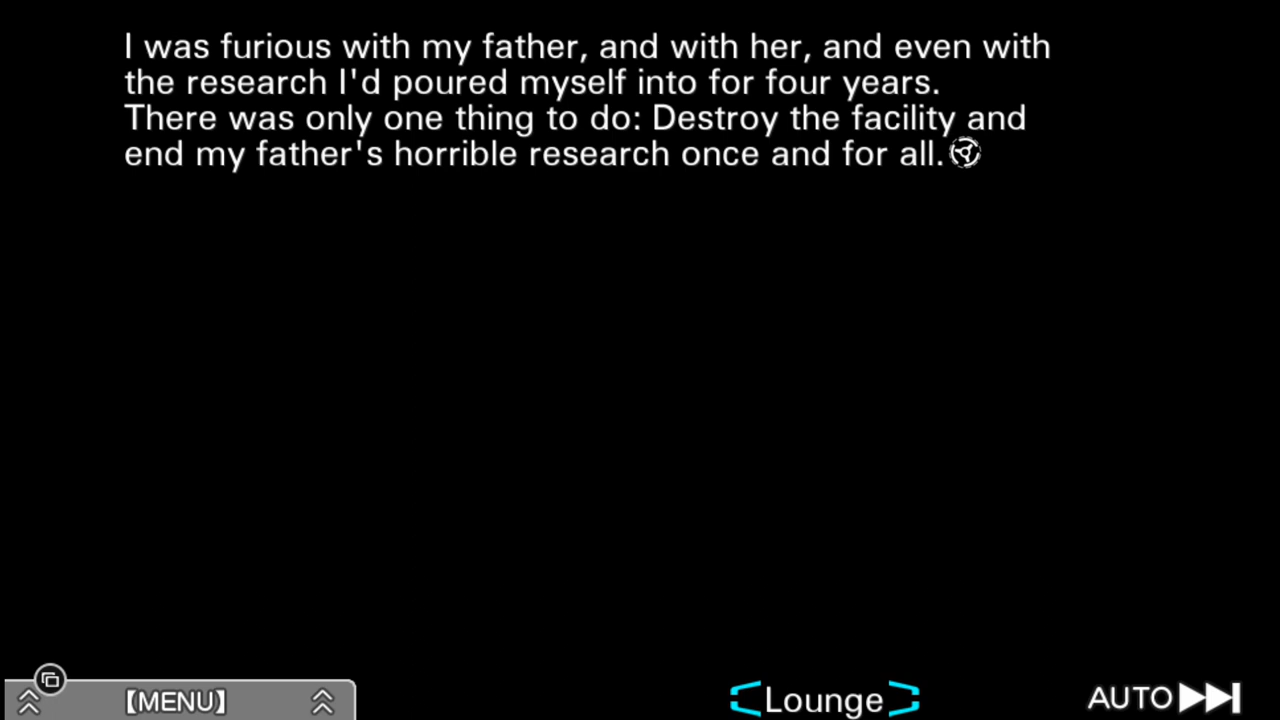 I was furious with my father, and with her, and even with
the research I'd poured myself into for four years.
There was only one thing to do: Destroy the facility and
end my father's horrible research once and for all.
【MENU】
Lounge
AUTO